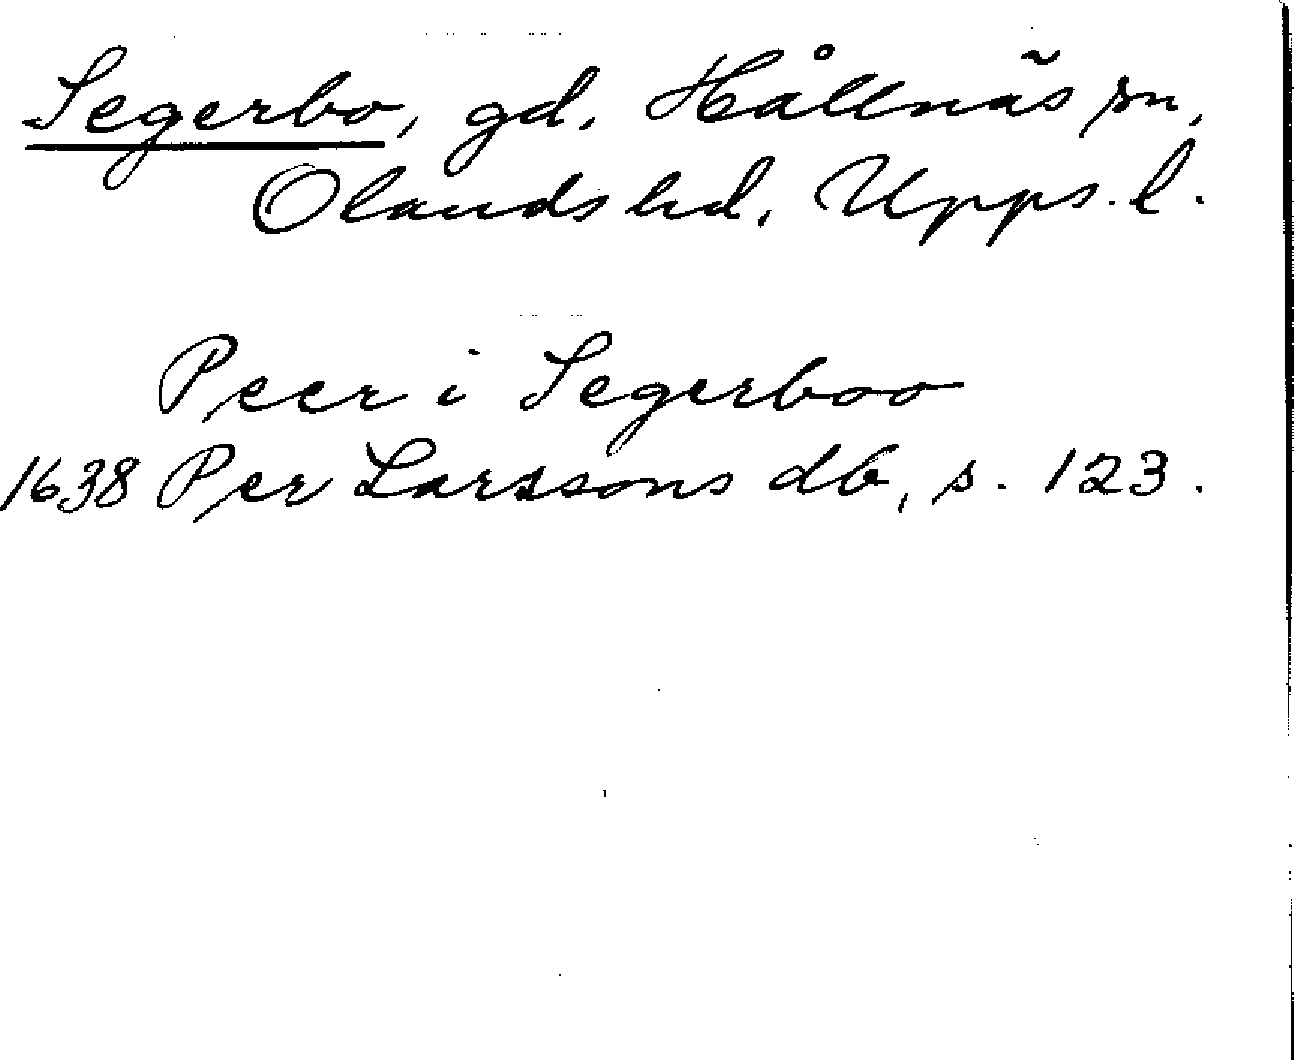 Segerbo, gd. Hållnäs sn,
Olands hd, Upps. l.
Peer i Segerboo
1638 Per Larssons db, s. 123.